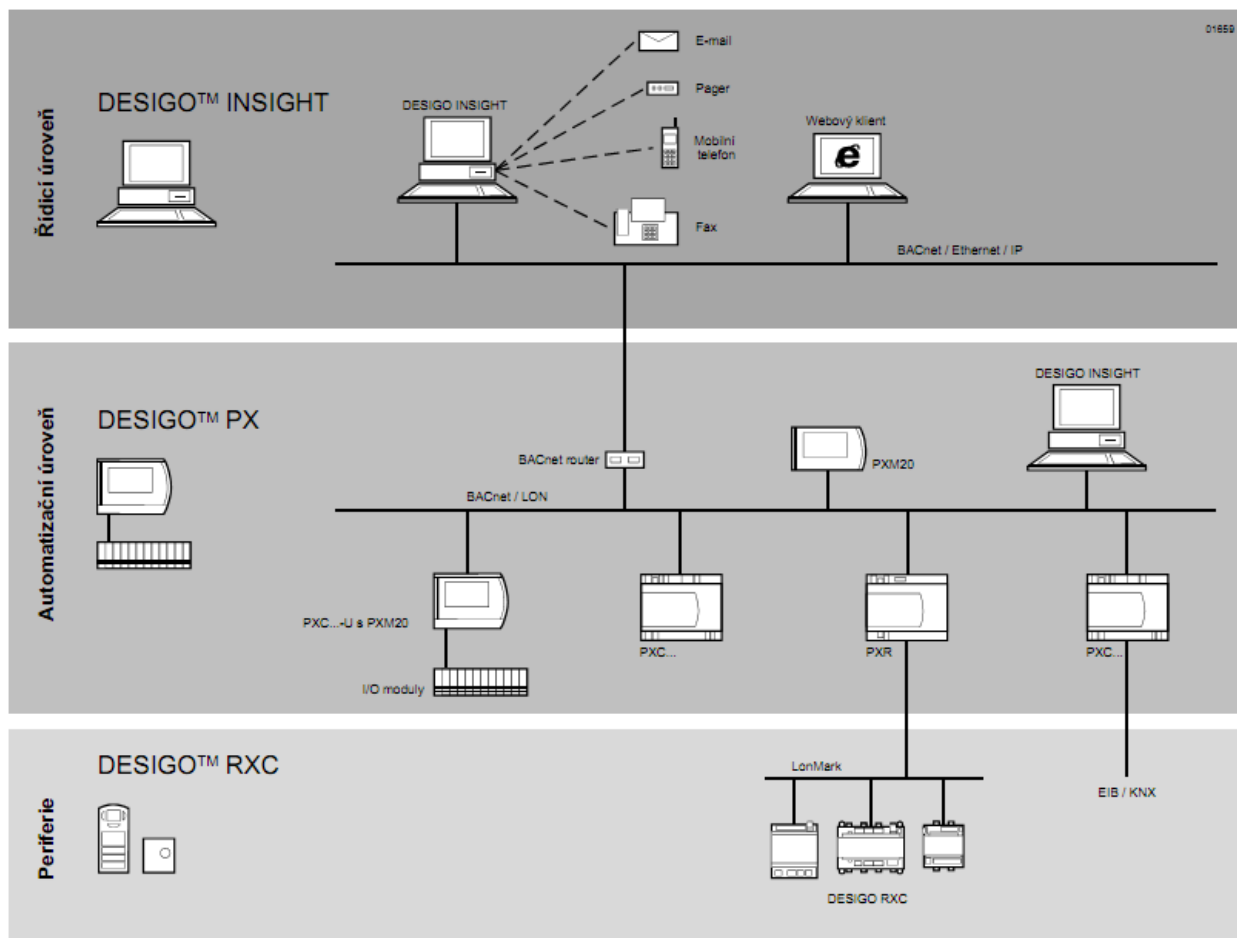 01659
Řídicí úroveň
DESIGO™ INSIGHT
DESIGO INSIGHT
E-mail
Pager
Mobilní
telefon
Fax
Webový klient
BACnet / Ethernet / IP
Automatizační úroveň
DESIGO™ PX
DESIGO INSIGHT
BACnet router
PXM20
BACnet / LON
PXC...-U s PXM20
PXC...
PXR
PXC...
I/O moduly
Periferie
DESIGO™ RXC
LonMark
EIB / KNX
DESIGO RXC